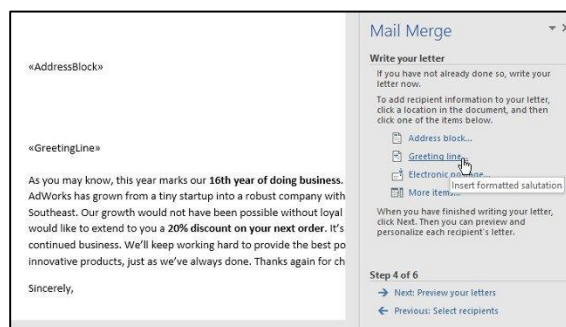 «AddressBlock»
«GreetingLine»
As you may know, this year marks our 16th year of doing business.
AdWorks has grown from a tiny startup into a robust company with
Southeast. Our growth would not have been possible without loyal
would like to extend to you a 20% discount on your next order. It's
continued business. We'll keep working hard to provide the best po
innovative products, just as we've always done. Thanks again for ch
Sincerely,
Mail Merge
Write your letter
If you have not already done so, write your
letter now.
To add recipient information to your letter,
click a location in the document, and then
click one of the items below.
Address block...
Greeting line...
Electronic
More items...
Insert formatted salutation
When you have finished writing your letter,
click Next. Then you can preview and
personalize each recipient's letter.
Step 4 of 6
Next: Preview your letters
Previous: Select recipients